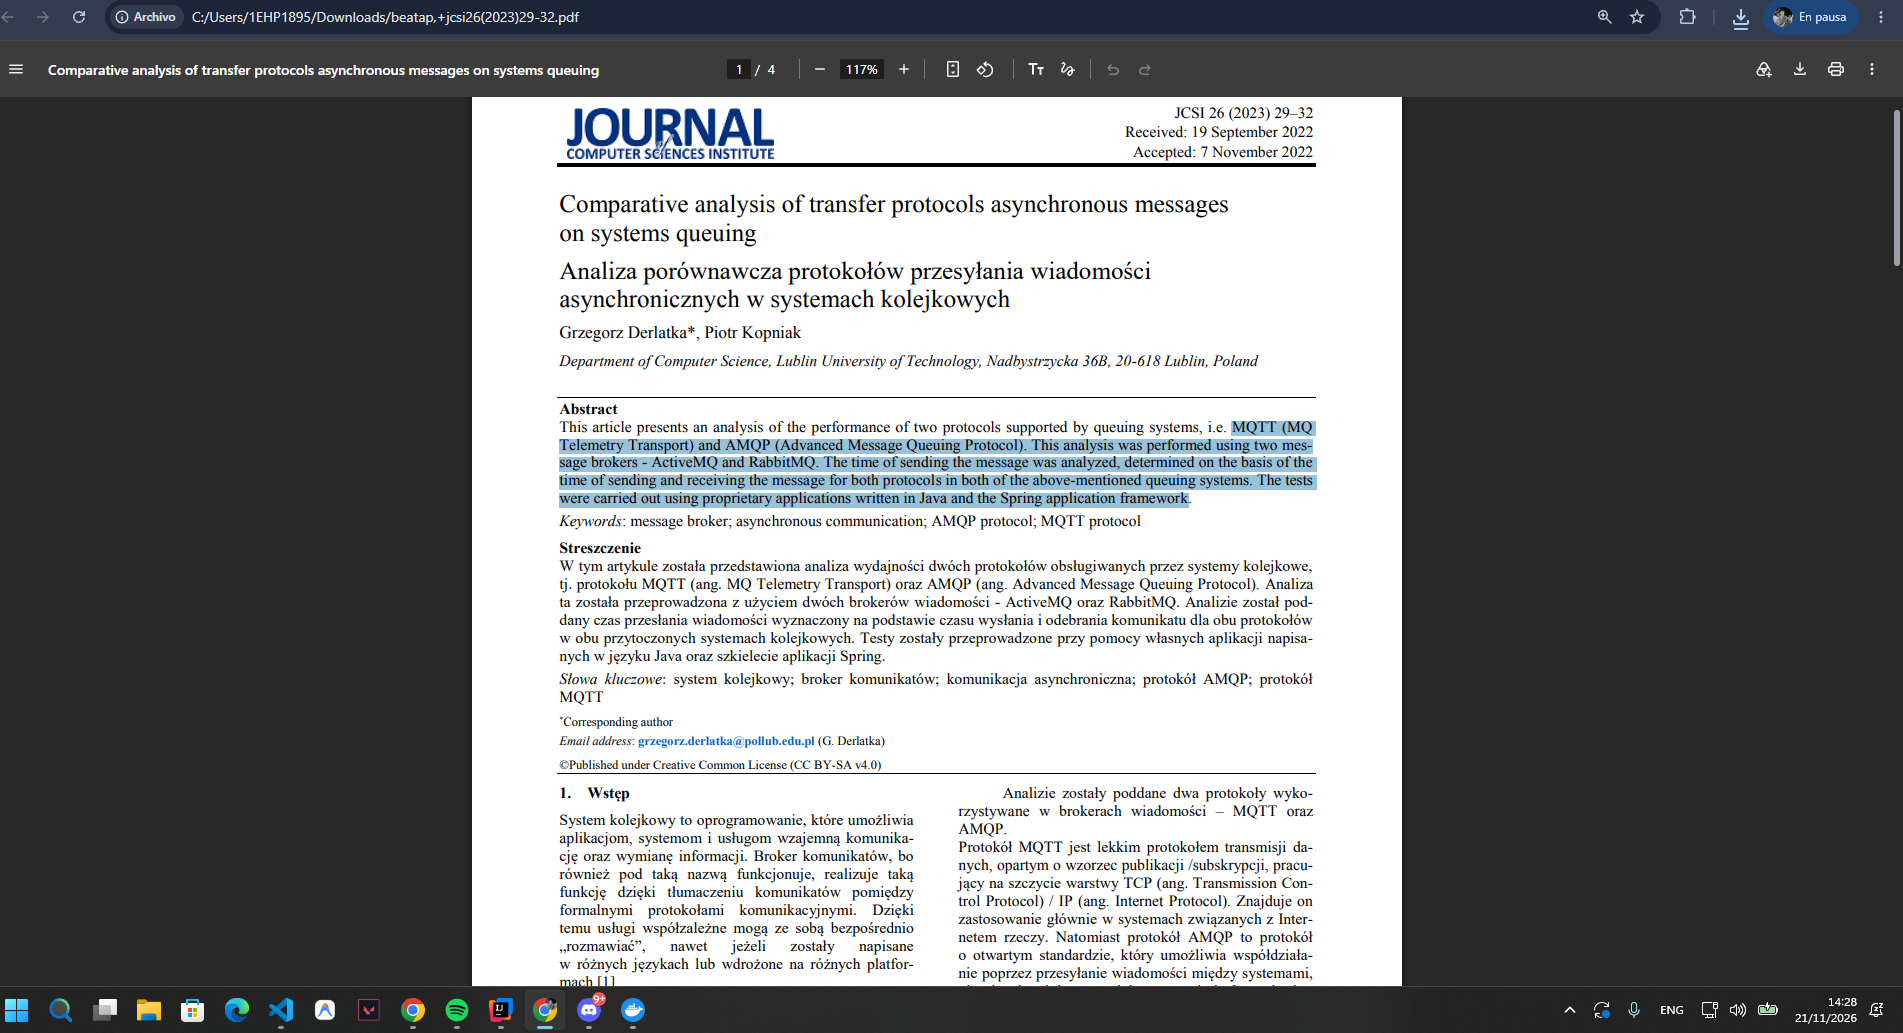 Archivo
C:/Users/1EHP1895/Downloads/beatap,+jcsi26(2023)29-32.pdf
En pausa
Comparative analysis of transfer protocols asynchronous messages on systems queuing
1 / 4
117%
JOURNAL
COMPUTER SCIENCES INSTITUTE
JCSI 26 (2023) 29–32
Received: 19 September 2022
Accepted: 7 November 2022
Comparative analysis of transfer protocols asynchronous messages
on systems queuing
Analiza porównawcza protokołów przesyłania wiadomości
asynchronicznych w systemach kolejkowych
Grzegorz Derlatka*, Piotr Kopniak
Department of Computer Science, Lublin University of Technology, Nadbystrzycka 36B, 20-618 Lublin, Poland
Abstract
This article presents an analysis of the performance of two protocols supported by queuing systems, i.e. MQTT (MQ
Telemetry Transport) and AMQP (Advanced Message Queuing Protocol). This analysis was performed using two mes-
sage brokers - ActiveMQ and RabbitMQ. The time of sending the message was analyzed, determined on the basis of the
time of sending and receiving the message for both protocols in both of the above-mentioned queuing systems. The tests
were carried out using proprietary applications written in Java and the Spring application framework.
Keywords: message broker; asynchronous communication; AMQP protocol; MQTT protocol
Streszczenie
W tym artykule została przedstawiona analiza wydajności dwóch protokołów obsługiwanych przez systemy kolejkowe,
tj. protokołu MQTT (ang. MQ Telemetry Transport) oraz AMQP (ang. Advanced Message Queuing Protocol). Analiza
ta została przeprowadzona z użyciem dwóch brokerów wiadomości - ActiveMQ oraz RabbitMQ. Analizie został pod-
dany czas przesłania wiadomości wyznaczony na podstawie czasu wysłania i odebrania komunikatu dla obu protokołów
w obu przytoczonych systemach kolejkowych. Testy zostały przeprowadzone przy pomocy własnych aplikacji napisa-
nych w języku Java oraz szkielecie aplikacji Spring.
Słowa kluczowe: system kolejkowy; broker komunikatów; komunikacja asynchroniczna; protokół AMQP; protokół
MQTT
*Corresponding author
Email address: grzegorz.derlatka@pollub.edu.pl (G. Derlatka)
©Published under Creative Common License (CC BY-SA v4.0)
1. Wstęp
System kolejkowy to oprogramowanie, które umożliwia
aplikacjom, systemom i usługom wzajemną komunika-
cję oraz wymianę informacji. Broker komunikatów, bo
również pod taką nazwą funkcjonuje, realizuje taką
funkcję dzięki tłumaczeniu komunikatów pomiędzy
formalnymi protokołami komunikacyjnymi. Dzięki
temu usługi współzależne mogą ze sobą bezpośrednio
„rozmawiać”, nawet jeżeli zostały napisane
w różnych językach lub wdrożone na różnych platfor-
mach [1]
Analizie zostały poddane dwa protokoły wyko-
rzystywane w brokerach wiadomości – MQTT oraz
AMQP.
Protokół MQTT jest lekkim protokołem transmisji da-
nych, opartym o wzorzec publikacji /subskrypcji, pracu-
jący na szczycie warstwy TCP (ang. Transmission Con-
trol Protocol) / IP (ang. Internet Protocol). Znajduje on
zastosowanie głównie w systemach związanych z Inter-
netem rzeczy. Natomiast protokół AMQP to protokół
o otwartym standardzie, który umożliwia współdziała-
nie poprzez przesyłanie wiadomości między systemami,
9+
ENG
14:28
21/11/2026